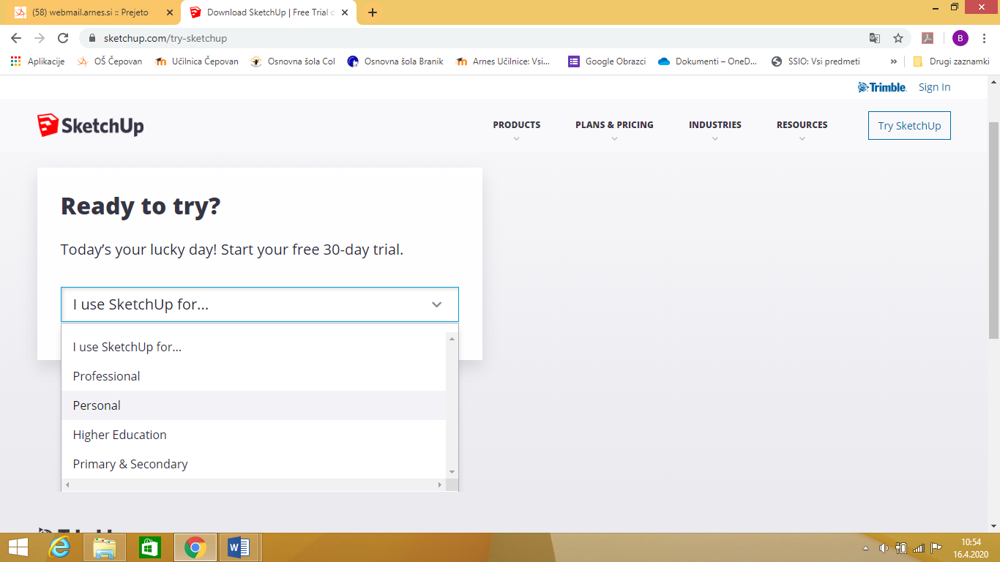 (58) webmail.arnes.si :: Prejeto
Download SketchUp | Free Trial o
sketchup.com/try-sketchup
B
Aplikacije
OŠ Čepovan
Učilnica Čepovan
Osnovna šola Col
Osnovna šola Branik
Arnes Učilnice: Vsi...
Google Obrazci
Dokumenti – OneD...
SSIO: Vsi predmeti
»
Drugi zaznamki
Trimble.
Sign In
SketchUp
PRODUCTS
PLANS & PRICING
INDUSTRIES
RESOURCES
Try SketchUp
Ready to try?
Today's your lucky day! Start your free 30-day trial.
I use SketchUp for...
I use SketchUp for...
Professional
Personal
Higher Education
Primary & Secondary
10:54
16.4.2020